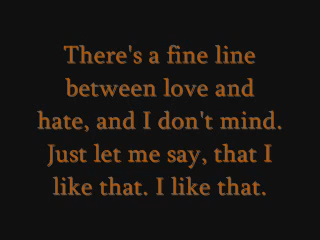 There's a fine line
between love and
hate, and I don't mind.
Just let me say, that I
like that. I like that.